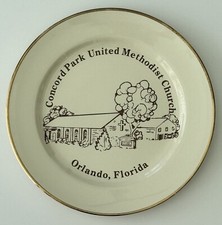 Concord Park United Methodist Church
Orlando, Florida